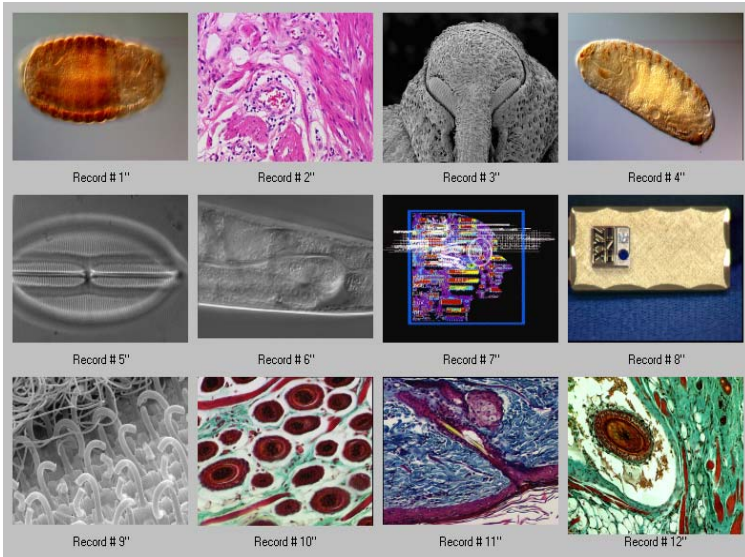 Record # 1"
Record # 2"
Record # 3"
Record # 4"
Record # 5"
Record # 6"
Record # 7"
Record # 8"
Record # 9"
Record # 10"
Record # 11"
Record # 12"